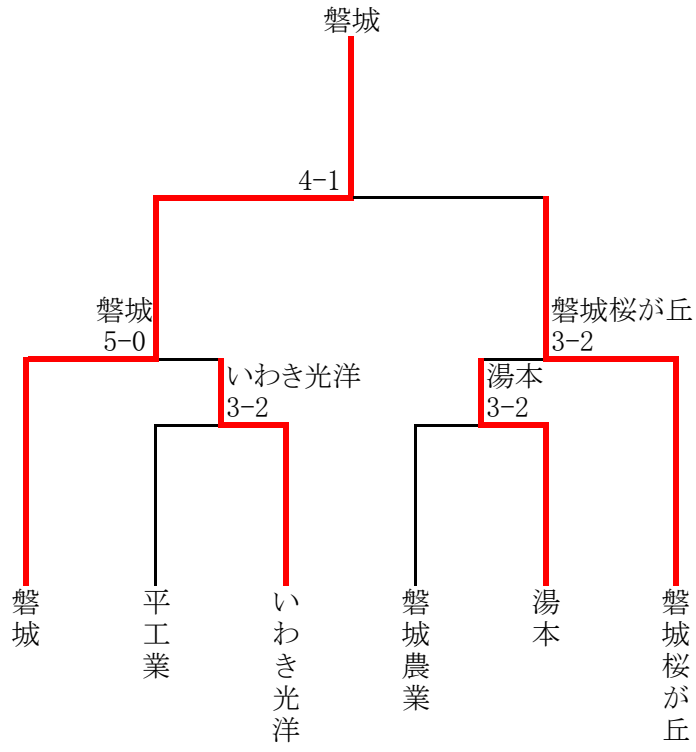 磐城
4-1
磐城
5-0
磐城桜が丘
3-2
いわき光洋
3-2
湯本
3-2
磐城
平工業
いわき光洋
磐城農業
湯本
磐城桜が丘